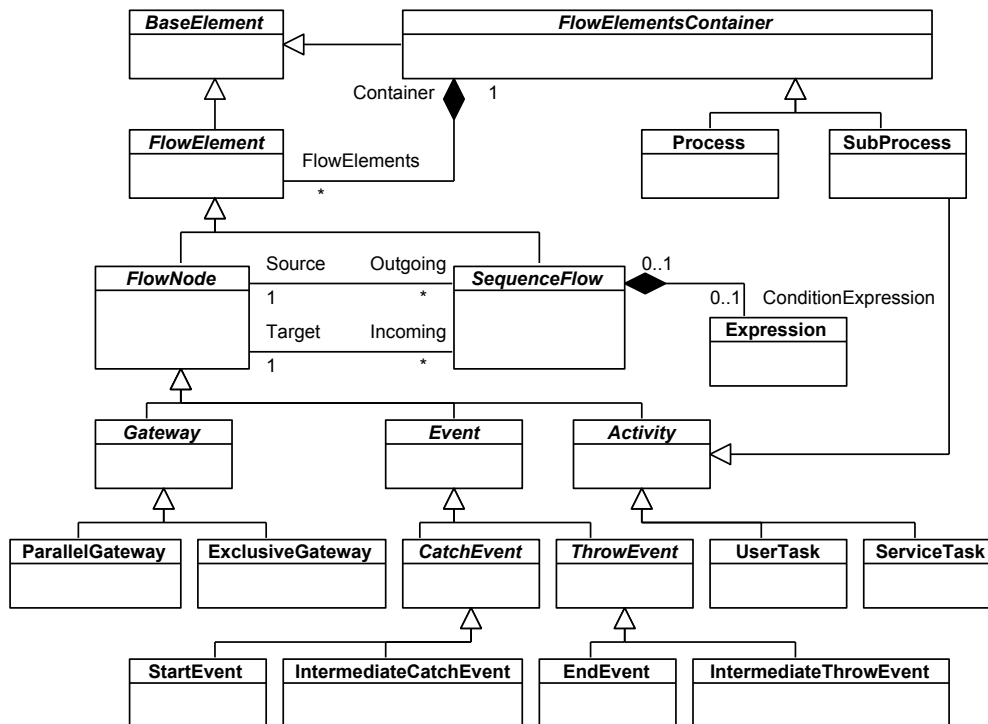 BaseElement
FlowElementsContainer
Container
1
FlowElement
FlowElements
*
Process
SubProcess
FlowNode
Source
Outgoing
1
*
Target
Incoming
1
*
SequenceFlow
0..1
0..1
ConditionExpression
Expression
Gateway
Event
Activity
ParallelGateway
ExclusiveGateway
CatchEvent
ThrowEvent
UserTask
ServiceTask
StartEvent
IntermediateCatchEvent
EndEvent
IntermediateThrowEvent